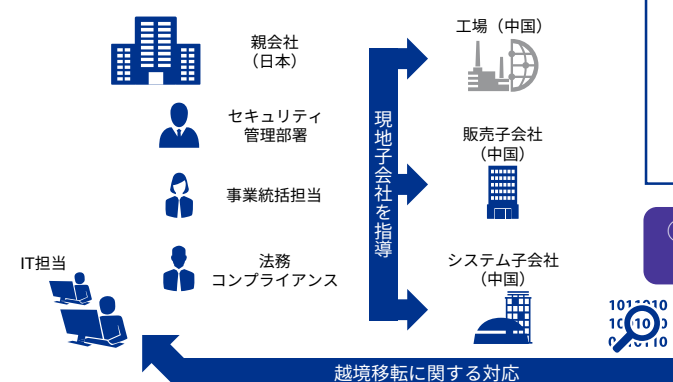 親会社
（日本）
セキュリティ
管理部署
事業統括担当
法務
コンプライアンス
IT担当
現地子会社を指導
工場（中国）
販売子会社
（中国）
システム子会社
（中国）
越境移転に関する対応